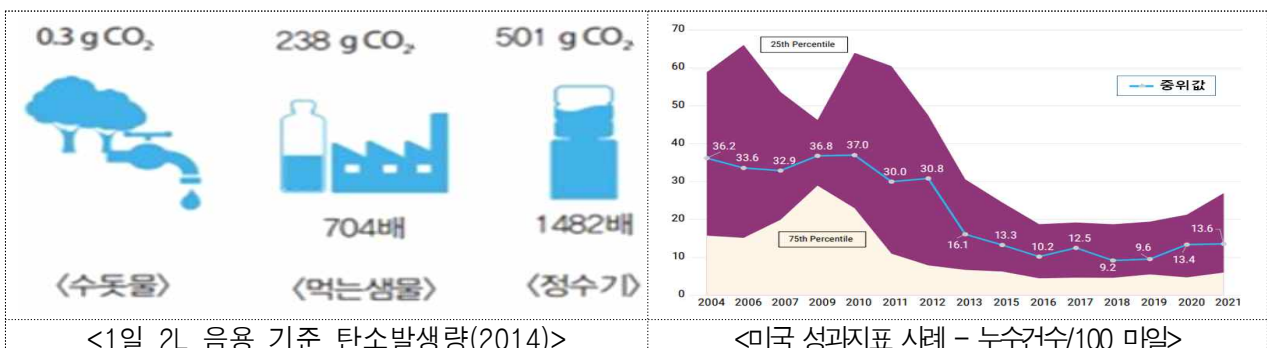 0.3 g CO₂
238 g CO₂
501 g CO₂
704배
1482배
<수돗물>
<먹는샘물>
<정수기>
<1일 2L 음용 기준 탄소발생량(2014)>
70
60
50
40
30
20
10
0
25th Percentile
중위값
36.2
33.6
32.9
36.8
37.0
30.0
30.8
16.1
13.3
10.2
12.5
9.2
9.6
13.4
13.6
75th Percentile
2004 2006 2007 2009 2010 2011 2012 2013 2015 2016 2017 2018 2019 2020 2021
<미국 성과지표 사례 - 누수건수/100 마일>